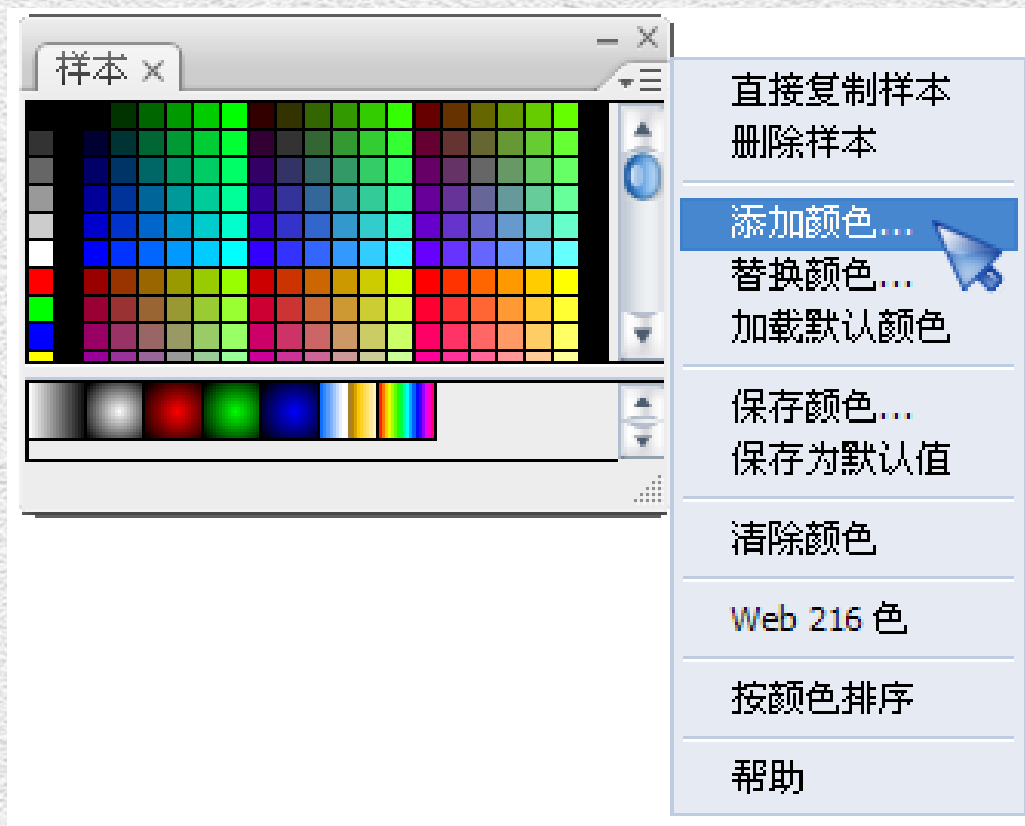 样本
直接复制样本
删除样本
添加颜色...
替换颜色...
加载默认颜色
保存颜色...
保存为默认值
清除颜色
Web 216 色
按颜色排序
帮助